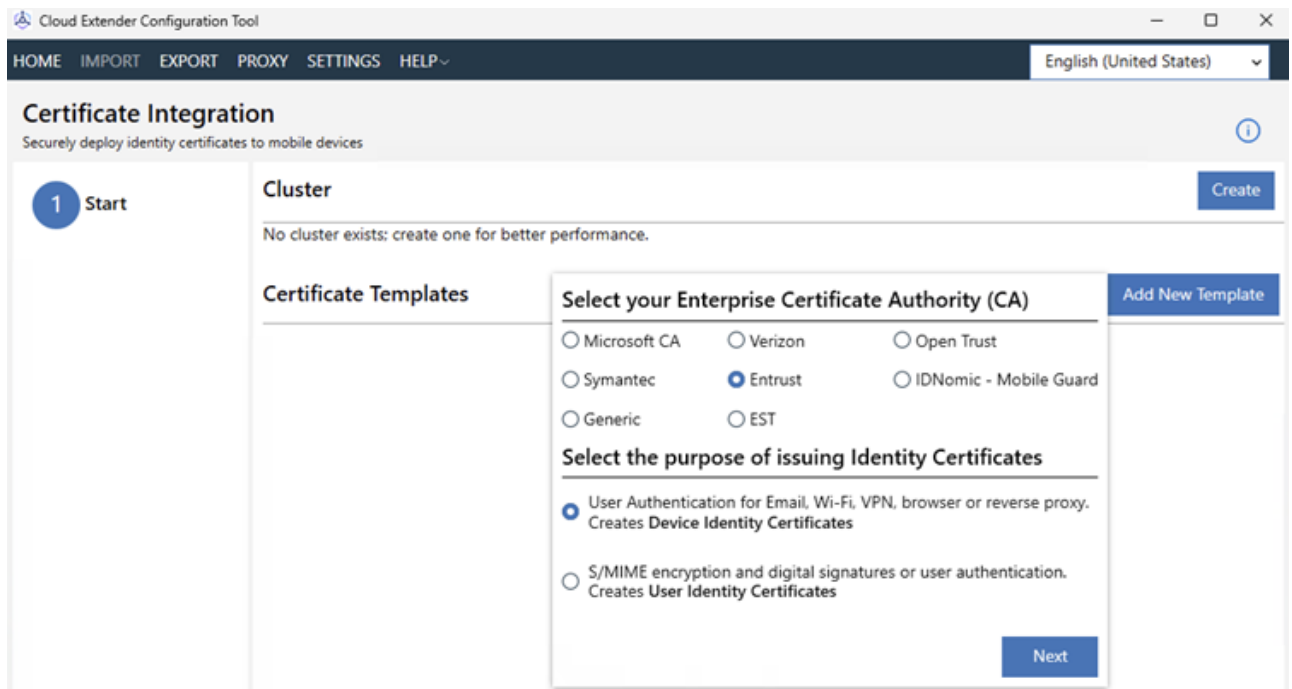 Cloud Extender Configuration Tool
HOME IMPORT EXPORT PROXY SETTINGS HELP
English (United States)
Certificate Integration
Securely deploy identity certificates to mobile devices
1 Start
Cluster
Create
No cluster exists; create one for better performance.
Certificate Templates
Add New Template
Select your Enterprise Certificate Authority (CA)
Microsoft CA Verizon Open Trust
Symantec Entrust IDNomic - Mobile Guard
Generic EST
Select the purpose of issuing Identity Certificates
User Authentication for Email, Wi-Fi, VPN, browser or reverse proxy.
Creates Device Identity Certificates
S/MIME encryption and digital signatures or user authentication.
Creates User Identity Certificates
Next